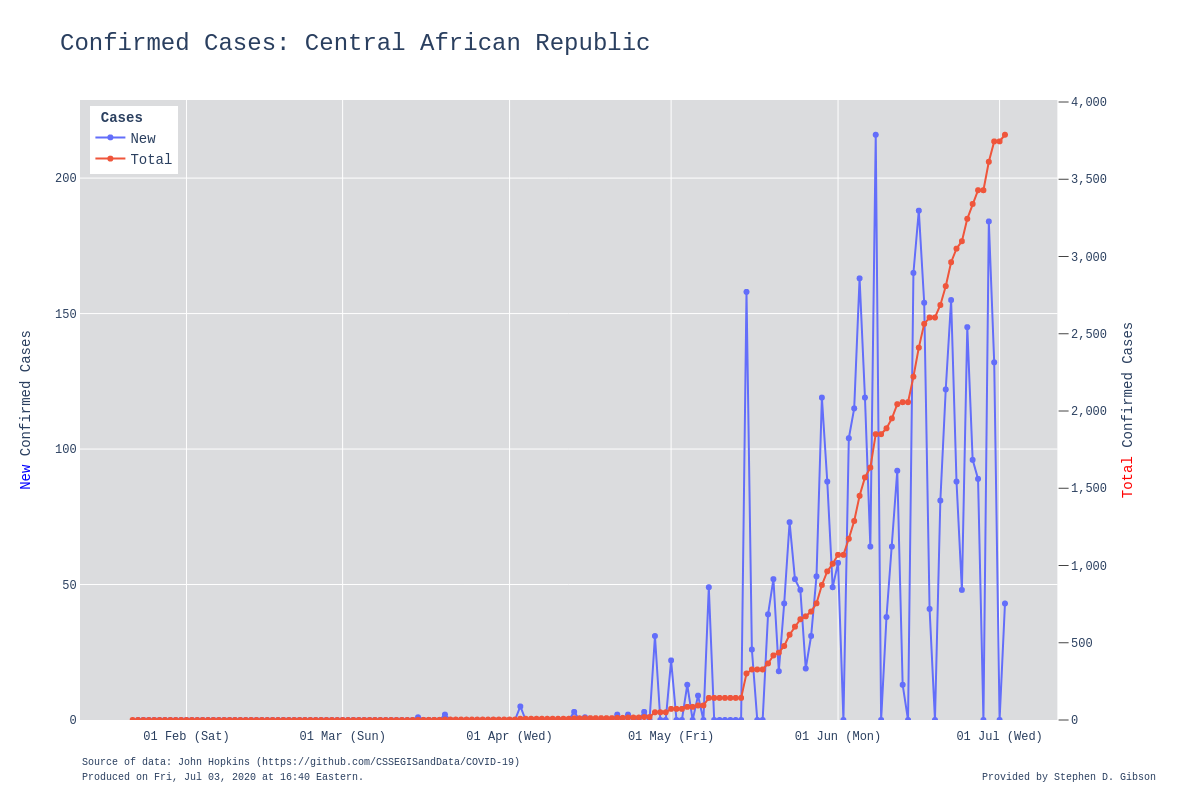 Confirmed Cases: Central African Republic
Cases
New
Total
200
150
100
50
0
New Confirmed Cases
4,000
3,500
3,000
2,500
2,000
1,500
1,000
500
0
Total Confirmed Cases
01 Feb (Sat)
01 Mar (Sun)
01 Apr (Wed)
01 May (Fri)
01 Jun (Mon)
01 Jul (Wed)
Source of data: John Hopkins (https://github.com/CSSEGISandData/COVID-19)
Produced on Fri, Jul 03, 2020 at 16:40 Eastern.
Provided by Stephen D. Gibson